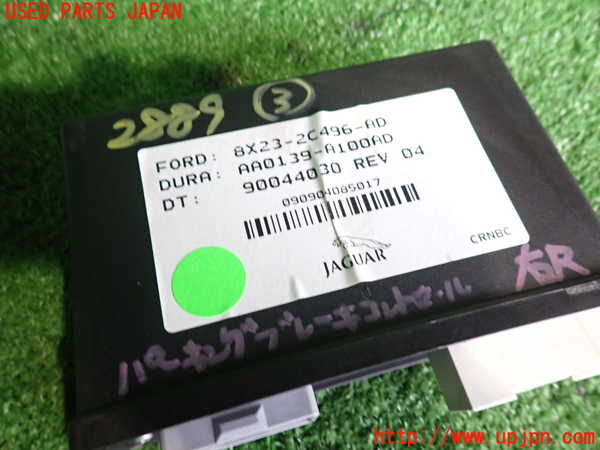 USED PARTS JAPAN
2889 ③
FORD: 8X23-2C496-AD
DURA: AA0139-A100AD
DT: 90044030 REV 04
090904085017
JAGUAR
CRNBC
右R
パーキングブレーキコントロール
http://www.upjpn.com/